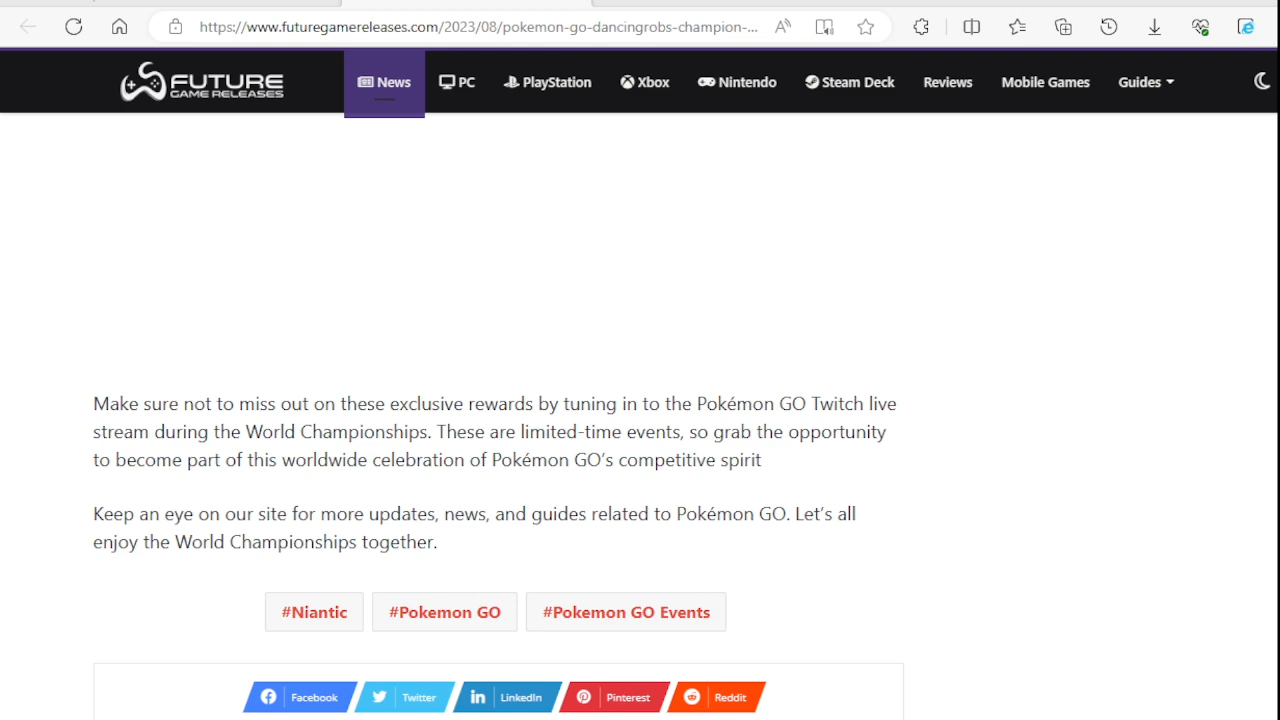 https://www.futuregamereleases.com/2023/08/pokemon-go-dancingrobs-champion-...
FUTURE
GAME RELEASES
News
PC
PlayStation
Xbox
Nintendo
Steam Deck
Reviews
Mobile Games
Guides
Make sure not to miss out on these exclusive rewards by tuning in to the Pokémon GO Twitch live
stream during the World Championships. These are limited-time events, so grab the opportunity
to become part of this worldwide celebration of Pokémon GO’s competitive spirit
Keep an eye on our site for more updates, news, and guides related to Pokémon GO. Let’s all
enjoy the World Championships together.
#Niantic
#Pokemon GO
#Pokemon GO Events
Facebook
Twitter
LinkedIn
Pinterest
Reddit